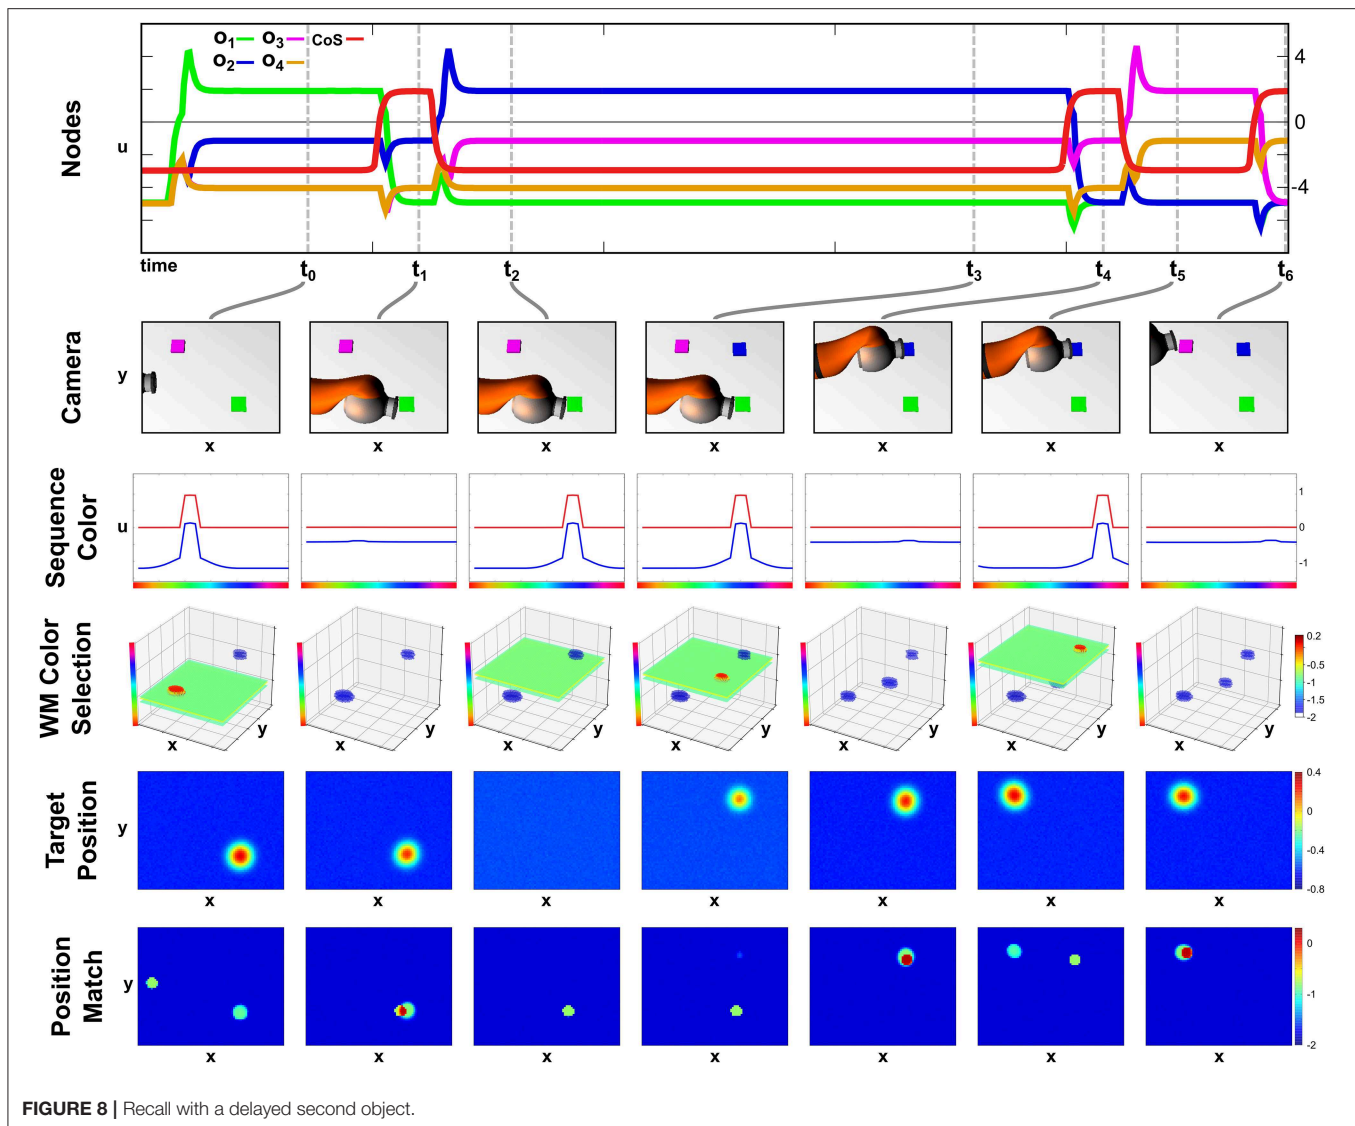 O1 O3 CoS
O2 O4
Nodes
u
4
0
-4
time
t0 t1 t2 t3 t4 t5 t6
Camera
y
x x x x x x x
Sequence
Color
u
1
0
-1
WM Color
Selection
x y x y x y x y x y x y x y
0.2
-0.5
-1
-1.5
-2
Target
Position
y
0.4
0
-0.4
-0.8
x x x x x x x
Position
Match
y
0
-1
-2
x x x x x x x
FIGURE 8 | Recall with a delayed second object.